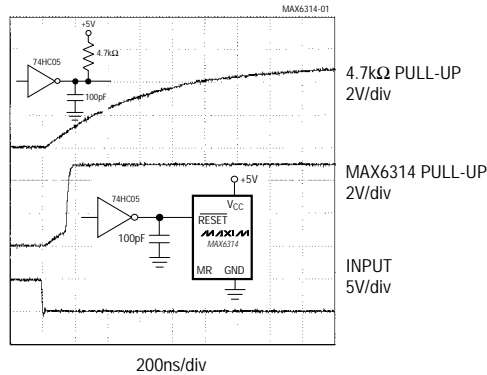 MAX6314-01
+5V
4.7kΩ
74HC05
100pF
4.7kΩ PULL-UP
2V/div
MAX6314 PULL-UP
2V/div
+5V
74HC05
VCC
RESET
100pF
MAXIM
MAX6314
MR GND
INPUT
5V/div
200ns/div